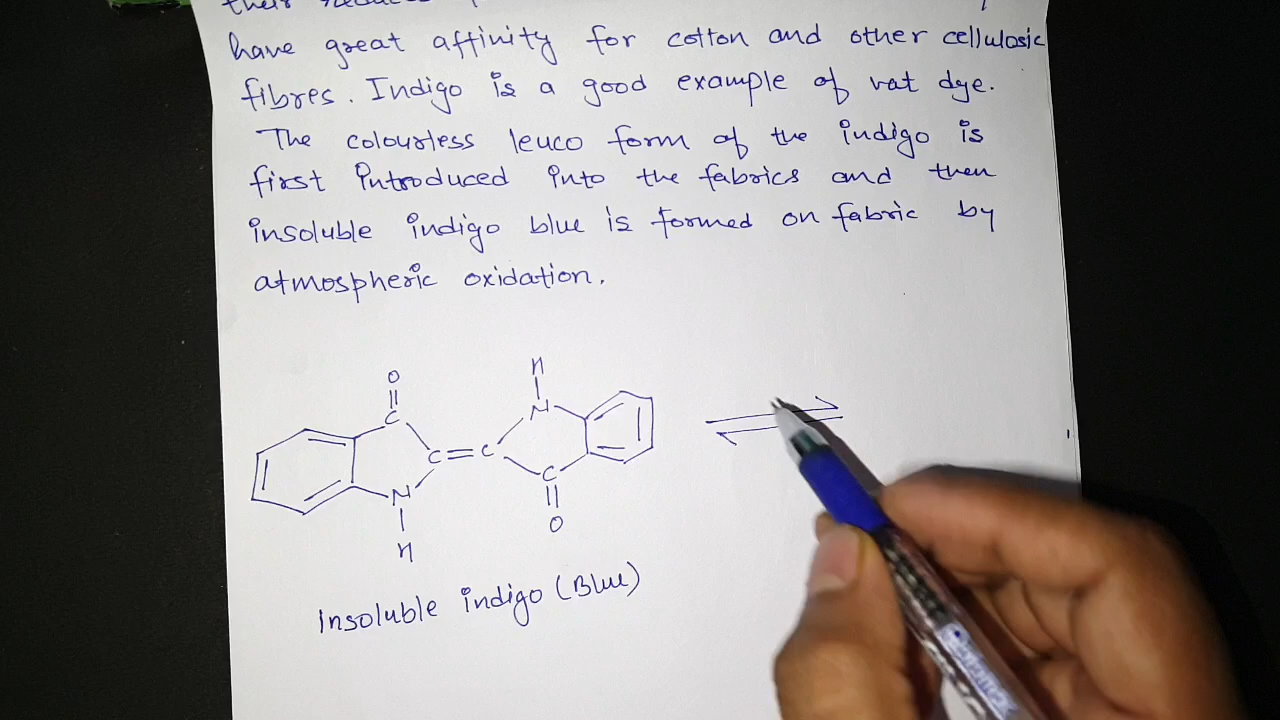 their
have great affinity for cotton and other cellulosic
fibres. Indigo is a good example of vat dye.
The colourless leuco form of the indigo is
first introduced into the fabrics and then
insoluble indigo blue is formed on fabric by
atmospheric oxidation.
H
O
C N
C=C
N C
H O
Insoluble indigo (Blue)